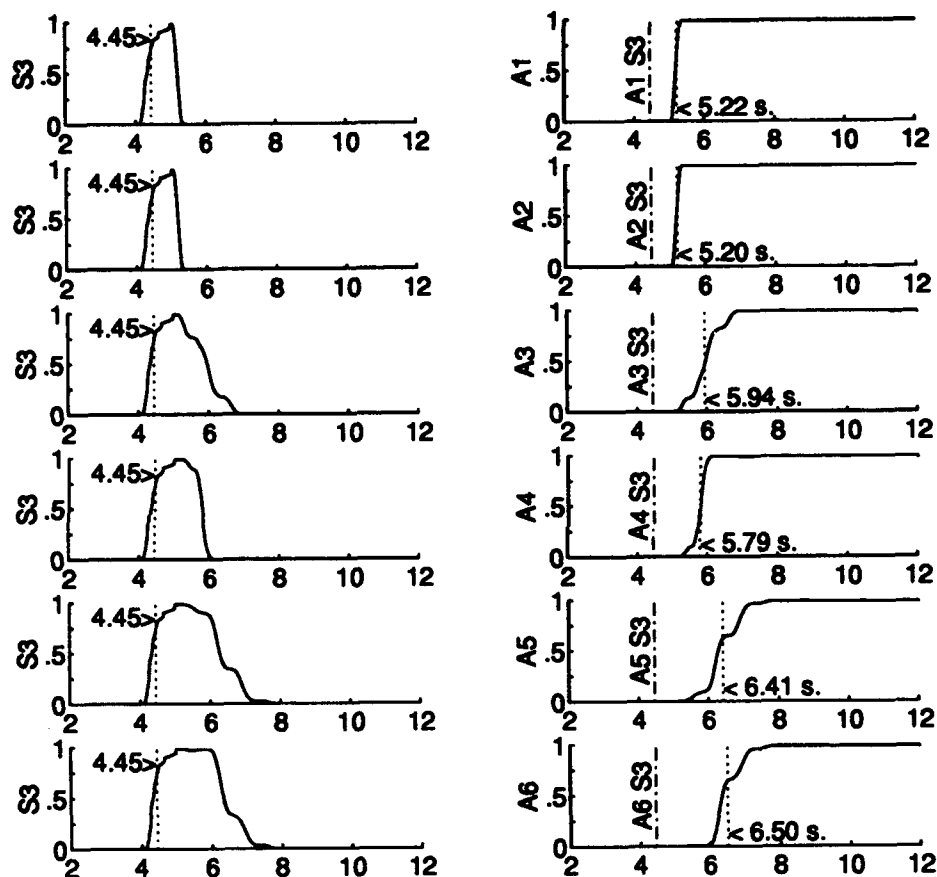 1
4.45>
.5
S3
0
2 4 6 8 10 12
1
A1 S3
.5
A1
< 5.22 s.
0
2 4 6 8 10 12
1
4.45>
.5
S3
0
2 4 6 8 10 12
1
A2 S3
.5
A2
< 5.20 s.
0
2 4 6 8 10 12
1
4.45>
.5
S3
0
2 4 6 8 10 12
1
A3 S3
.5
A3
< 5.94 s.
0
2 4 6 8 10 12
1
4.45>
.5
S3
0
2 4 6 8 10 12
1
A4 S3
.5
A4
< 5.79 s.
0
2 4 6 8 10 12
1
4.45>
.5
S3
0
2 4 6 8 10 12
1
A5 S3
.5
A5
< 6.41 s.
0
2 4 6 8 10 12
1
4.45>
.5
S3
0
2 4 6 8 10 12
1
A6 S3
.5
A6
< 6.50 s.
0
2 4 6 8 10 12